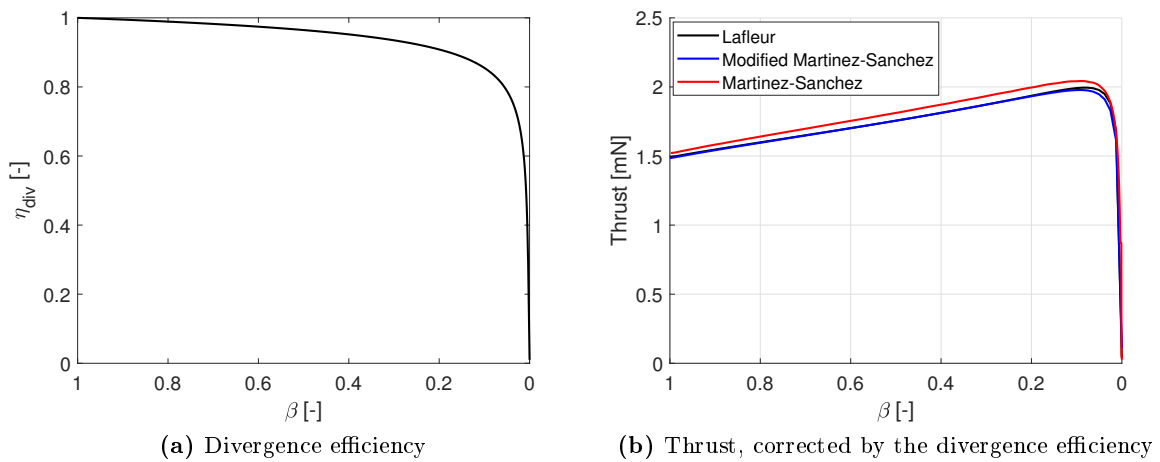 1
0.8
0.6
0.4
0.2
0
η_div [-]
1 0.8 0.6 0.4 0.2 0
β [-]
(a) Divergence efficiency
2.5
2
1.5
1
0.5
0
Thrust [mN]
Lafleur
Modified Martinez-Sanchez
Martinez-Sanchez
1 0.8 0.6 0.4 0.2 0
β [-]
(b) Thrust, corrected by the divergence efficiency